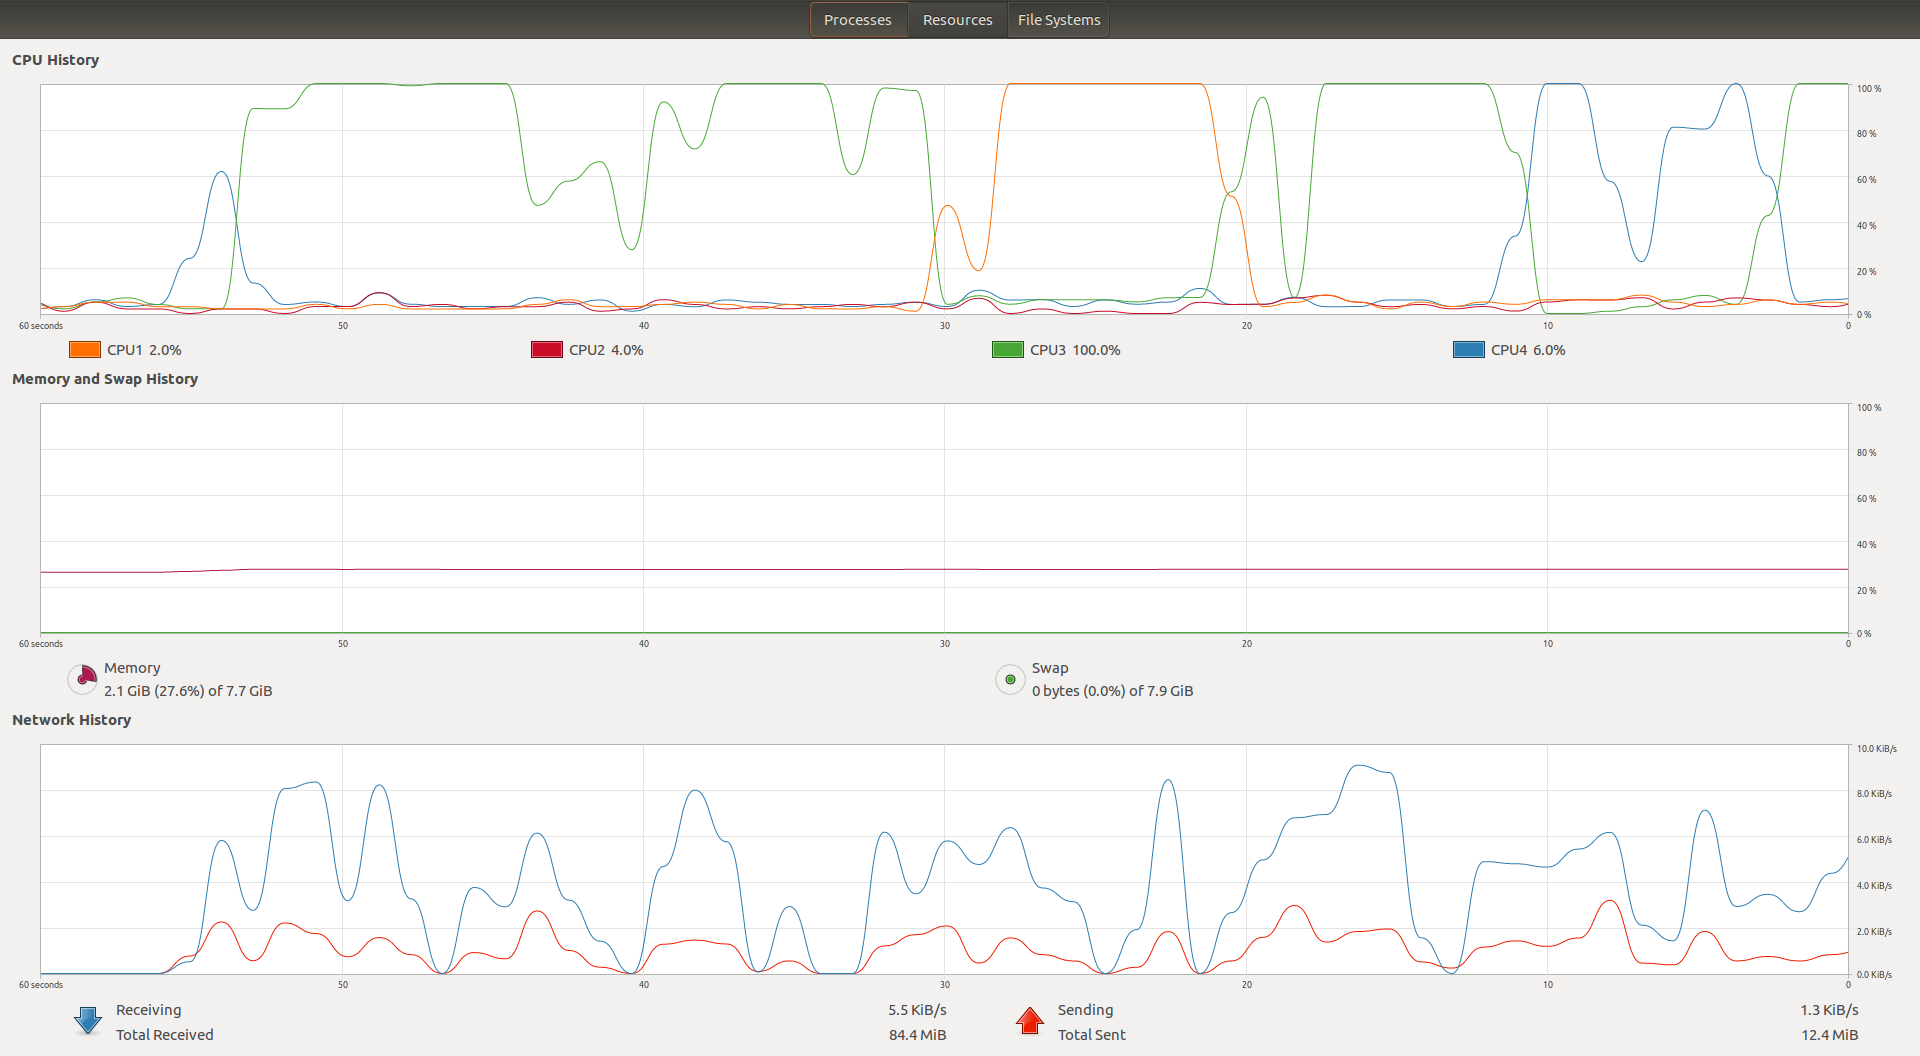 Processes Resources File Systems
CPU History
100 %
80 %
60 %
40 %
20 %
0 %
60 seconds 50 40 30 20 10 0
CPU1 2.0% CPU2 4.0% CPU3 100.0% CPU4 6.0%
Memory and Swap History
100 %
80 %
60 %
40 %
20 %
0 %
60 seconds 50 40 30 20 10 0
Memory Swap
2.1 GiB (27.6%) of 7.7 GiB 0 bytes (0.0%) of 7.9 GiB
Network History
10.0 KiB/s
8.0 KiB/s
6.0 KiB/s
4.0 KiB/s
2.0 KiB/s
0.0 KiB/s
60 seconds 50 40 30 20 10 0
Receiving 5.5 KiB/s Sending 1.3 KiB/s
Total Received 84.4 MiB Total Sent 12.4 MiB